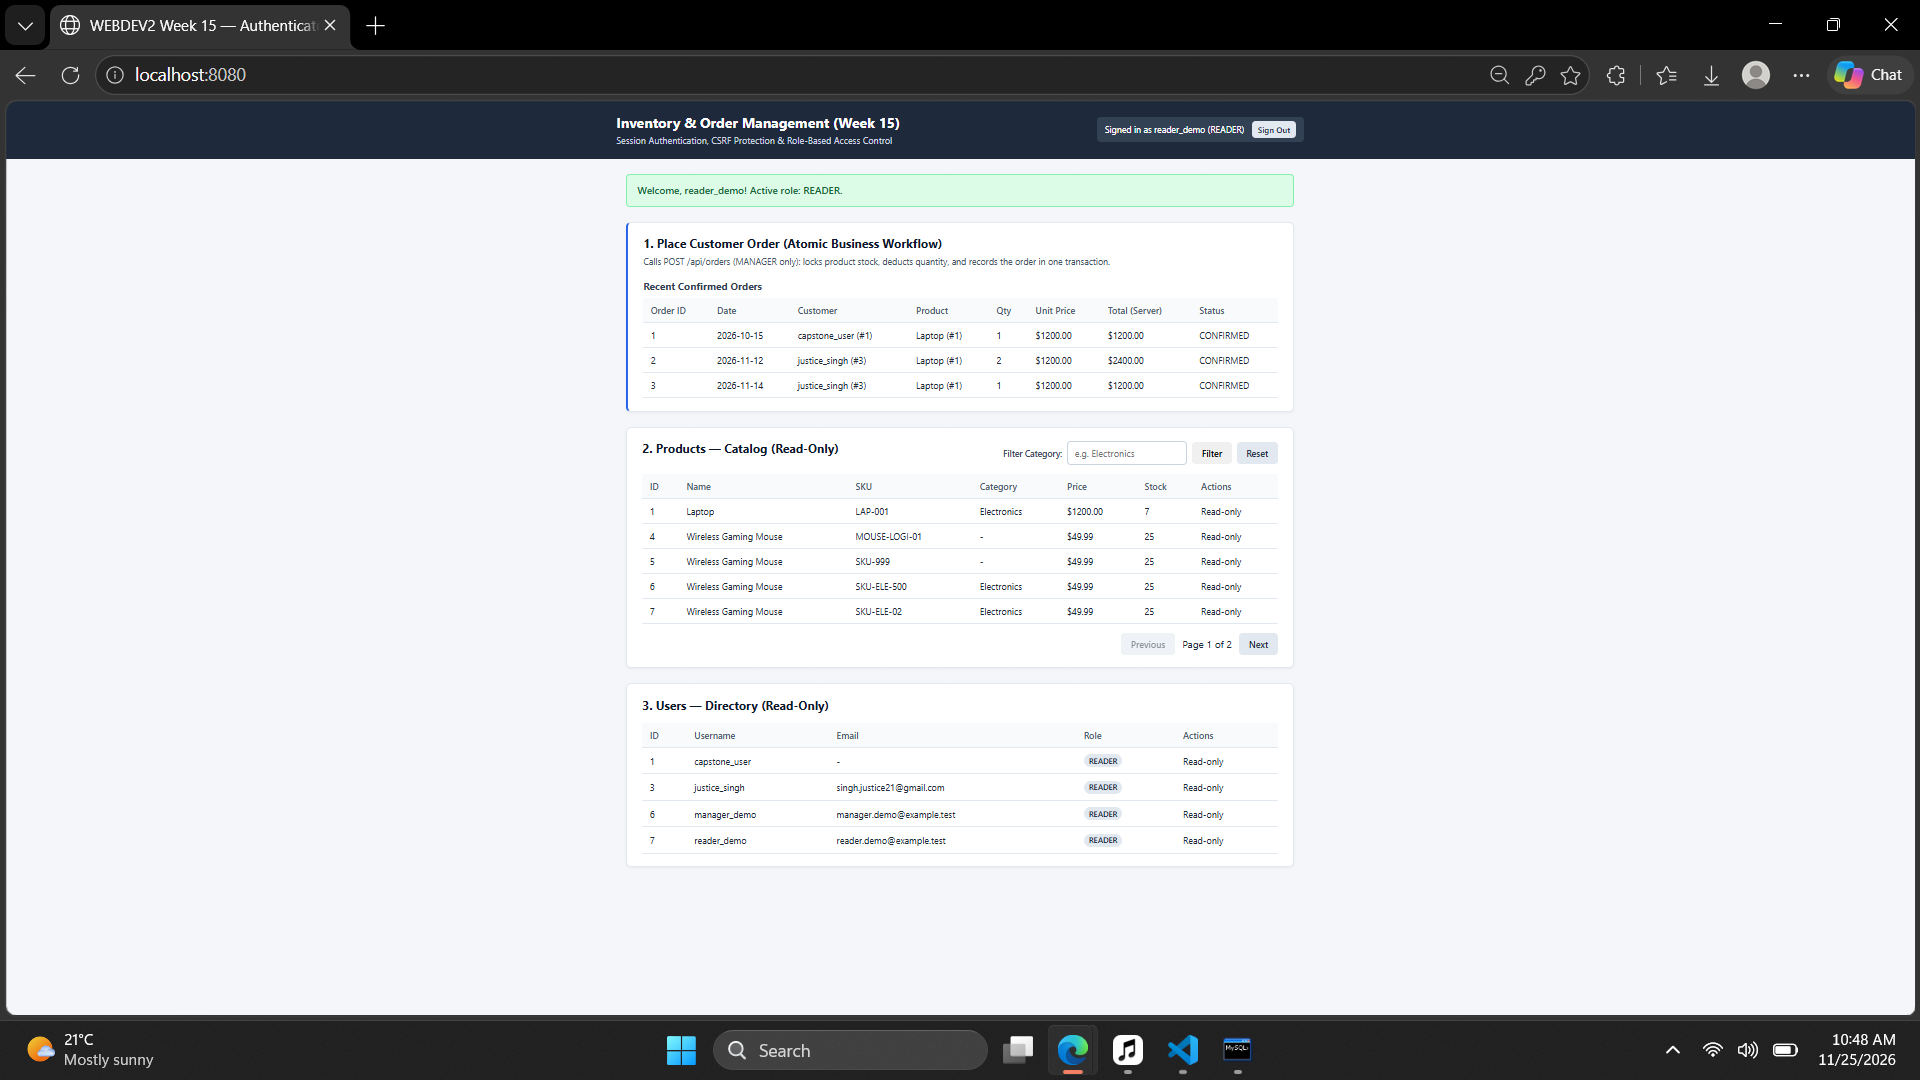 WEBDEV2 Week 15 — Authenticat
localhost:8080
Chat
Inventory & Order Management (Week 15)
Session Authentication, CSRF Protection & Role-Based Access Control
Signed in as reader_demo (READER) Sign Out
Welcome, reader_demo! Active role: READER.
1. Place Customer Order (Atomic Business Workflow)
Calls POST /api/orders (MANAGER only): locks product stock, deducts quantity, and records the order in one transaction.
Recent Confirmed Orders
Order ID Date Customer Product Qty Unit Price Total (Server) Status
1 2026-10-15 capstone_user (#1) Laptop (#1) 1 $1200.00 $1200.00 CONFIRMED
2 2026-11-12 justice_singh (#3) Laptop (#1) 2 $1200.00 $2400.00 CONFIRMED
3 2026-11-14 justice_singh (#3) Laptop (#1) 1 $1200.00 $1200.00 CONFIRMED
2. Products — Catalog (Read-Only)
Filter Category: e.g. Electronics Filter Reset
ID Name SKU Category Price Stock Actions
1 Laptop LAP-001 Electronics $1200.00 7 Read-only
4 Wireless Gaming Mouse MOUSE-LOGI-01 - $49.99 25 Read-only
5 Wireless Gaming Mouse SKU-999 - $49.99 25 Read-only
6 Wireless Gaming Mouse SKU-ELE-500 Electronics $49.99 25 Read-only
7 Wireless Gaming Mouse SKU-ELE-02 Electronics $49.99 25 Read-only
Previous Page 1 of 2 Next
3. Users — Directory (Read-Only)
ID Username Email Role Actions
1 capstone_user - READER Read-only
3 justice_singh singh.justice21@gmail.com READER Read-only
6 manager_demo manager.demo@example.test READER Read-only
7 reader_demo reader.demo@example.test READER Read-only
21°C
Mostly sunny
Search
MySQL
10:48 AM
11/25/2026